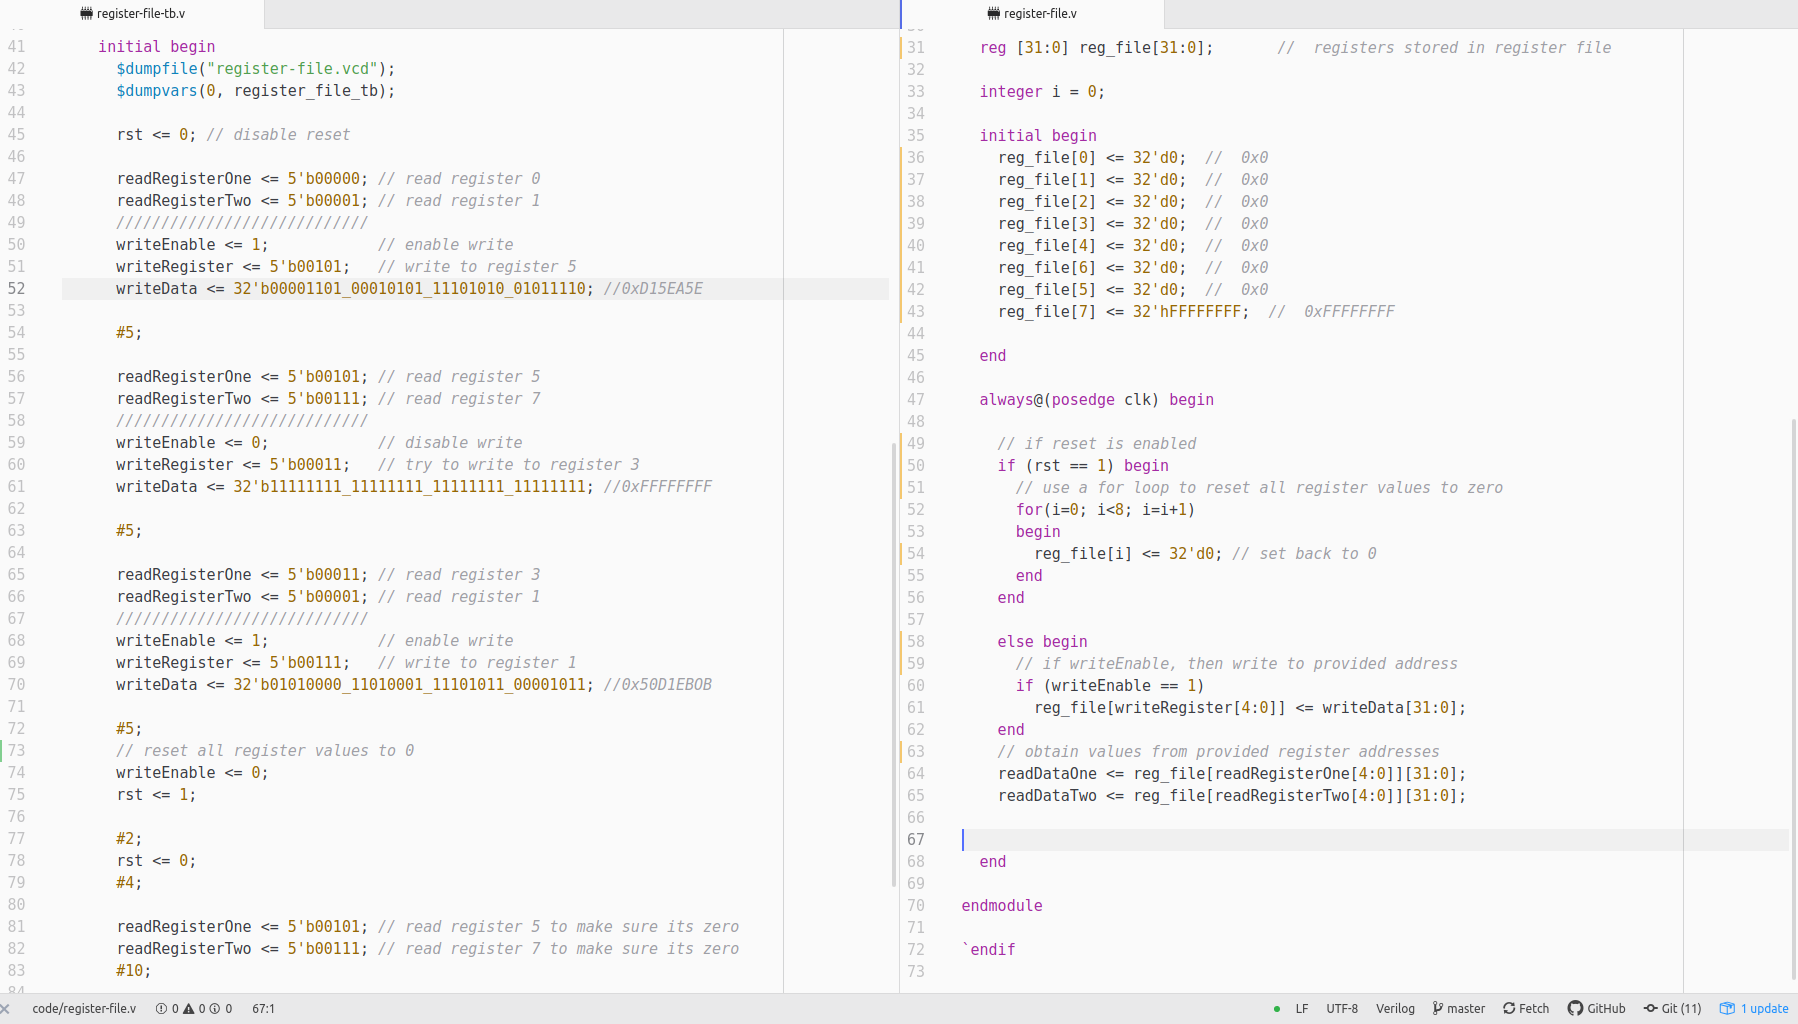 register-file-tb.v
41 initial begin
42 $dumpfile("register-file.vcd");
43 $dumpvars(0, register_file_tb);
44
45 rst <= 0; // disable reset
46
47 readRegisterOne <= 5'b00000; // read register 0
48 readRegisterTwo <= 5'b00001; // read register 1
49 ////////////////////////////
50 writeEnable <= 1; // enable write
51 writeRegister <= 5'b00101; // write to register 5
52 writeData <= 32'b00001101_00010101_11101010_01011110; //0xD15EA5E
53
54 #5;
55
56 readRegisterOne <= 5'b00101; // read register 5
57 readRegisterTwo <= 5'b00111; // read register 7
58 ////////////////////////////
59 writeEnable <= 0; // disable write
60 writeRegister <= 5'b00011; // try to write to register 3
61 writeData <= 32'b11111111_11111111_11111111_11111111; //0xFFFFFFFF
62
63 #5;
64
65 readRegisterOne <= 5'b00011; // read register 3
66 readRegisterTwo <= 5'b00001; // read register 1
67 ////////////////////////////
68 writeEnable <= 1; // enable write
69 writeRegister <= 5'b00111; // write to register 1
70 writeData <= 32'b01010000_11010001_11101011_00001011; //0x50D1EBOB
71
72 #5;
73 // reset all register values to 0
74 writeEnable <= 0;
75 rst <= 1;
76
77 #2;
78 rst <= 0;
79 #4;
80
81 readRegisterOne <= 5'b00101; // read register 5 to make sure its zero
82 readRegisterTwo <= 5'b00111; // read register 7 to make sure its zero
83 #10;
84
register-file.v
31 reg [31:0] reg_file[31:0]; // registers stored in register file
32
33 integer i = 0;
34
35 initial begin
36 reg_file[0] <= 32'd0; // 0x0
37 reg_file[1] <= 32'd0; // 0x0
38 reg_file[2] <= 32'd0; // 0x0
39 reg_file[3] <= 32'd0; // 0x0
40 reg_file[4] <= 32'd0; // 0x0
41 reg_file[6] <= 32'd0; // 0x0
42 reg_file[5] <= 32'd0; // 0x0
43 reg_file[7] <= 32'hFFFFFFFF; // 0xFFFFFFFF
44
45 end
46
47 always@(posedge clk) begin
48
49 // if reset is enabled
50 if (rst == 1) begin
51 // use a for loop to reset all register values to zero
52 for(i=0; i<8; i=i+1)
53 begin
54 reg_file[i] <= 32'd0; // set back to 0
55 end
56 end
57
58 else begin
59 // if writeEnable, then write to provided address
60 if (writeEnable == 1)
61 reg_file[writeRegister[4:0]] <= writeData[31:0];
62 end
63 // obtain values from provided register addresses
64 readDataOne <= reg_file[readRegisterOne[4:0]][31:0];
65 readDataTwo <= reg_file[readRegisterTwo[4:0]][31:0];
66
67
68 end
69
70 endmodule
71
72 `endif
73
code/register-file.v 0 0 0 67:1 LF UTF-8 Verilog master Fetch GitHub Git (11) 1 update